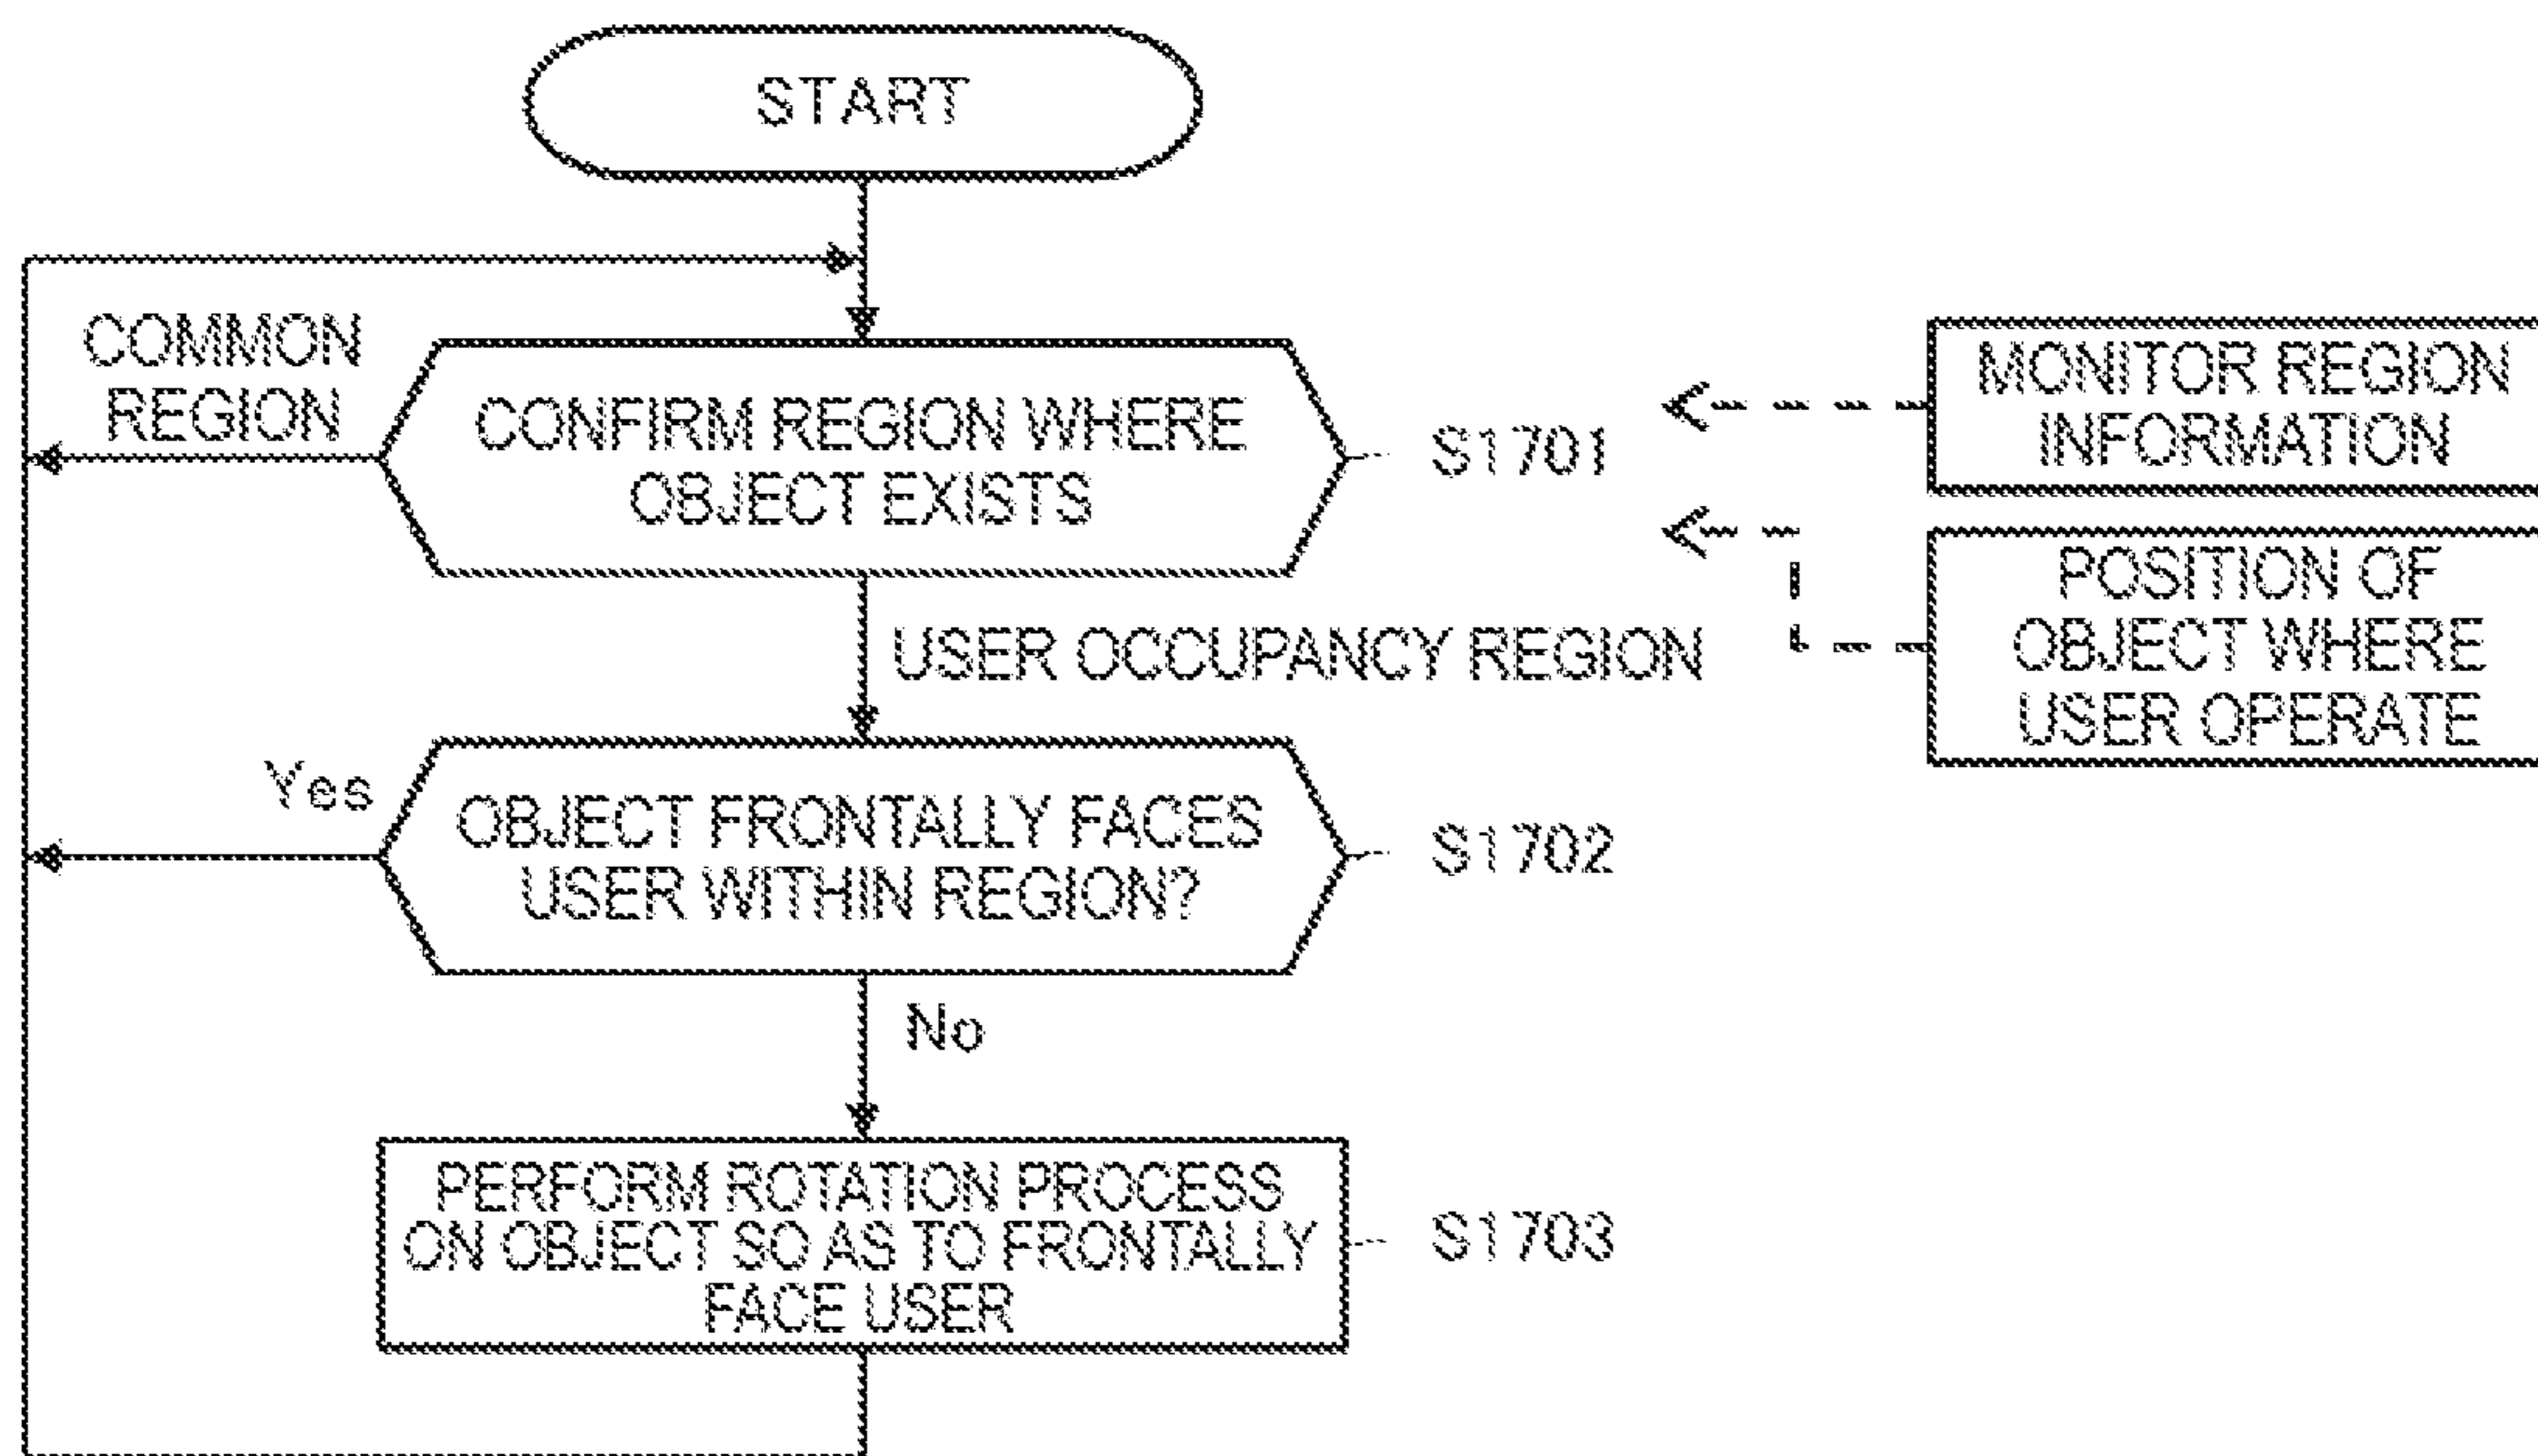 START
COMMON
REGION
CONFIRM REGION WHERE
OBJECT EXISTS
S1701
MONITOR REGION
INFORMATION
POSITION OF
OBJECT WHERE
USER OPERATE
USER OCCUPANCY REGION
Yes
OBJECT FRONTALLY FACES
USER WITHIN REGION?
S1702
No
PERFORM ROTATION PROCESS
ON OBJECT SO AS TO FRONTALLY
FACE USER
S1703